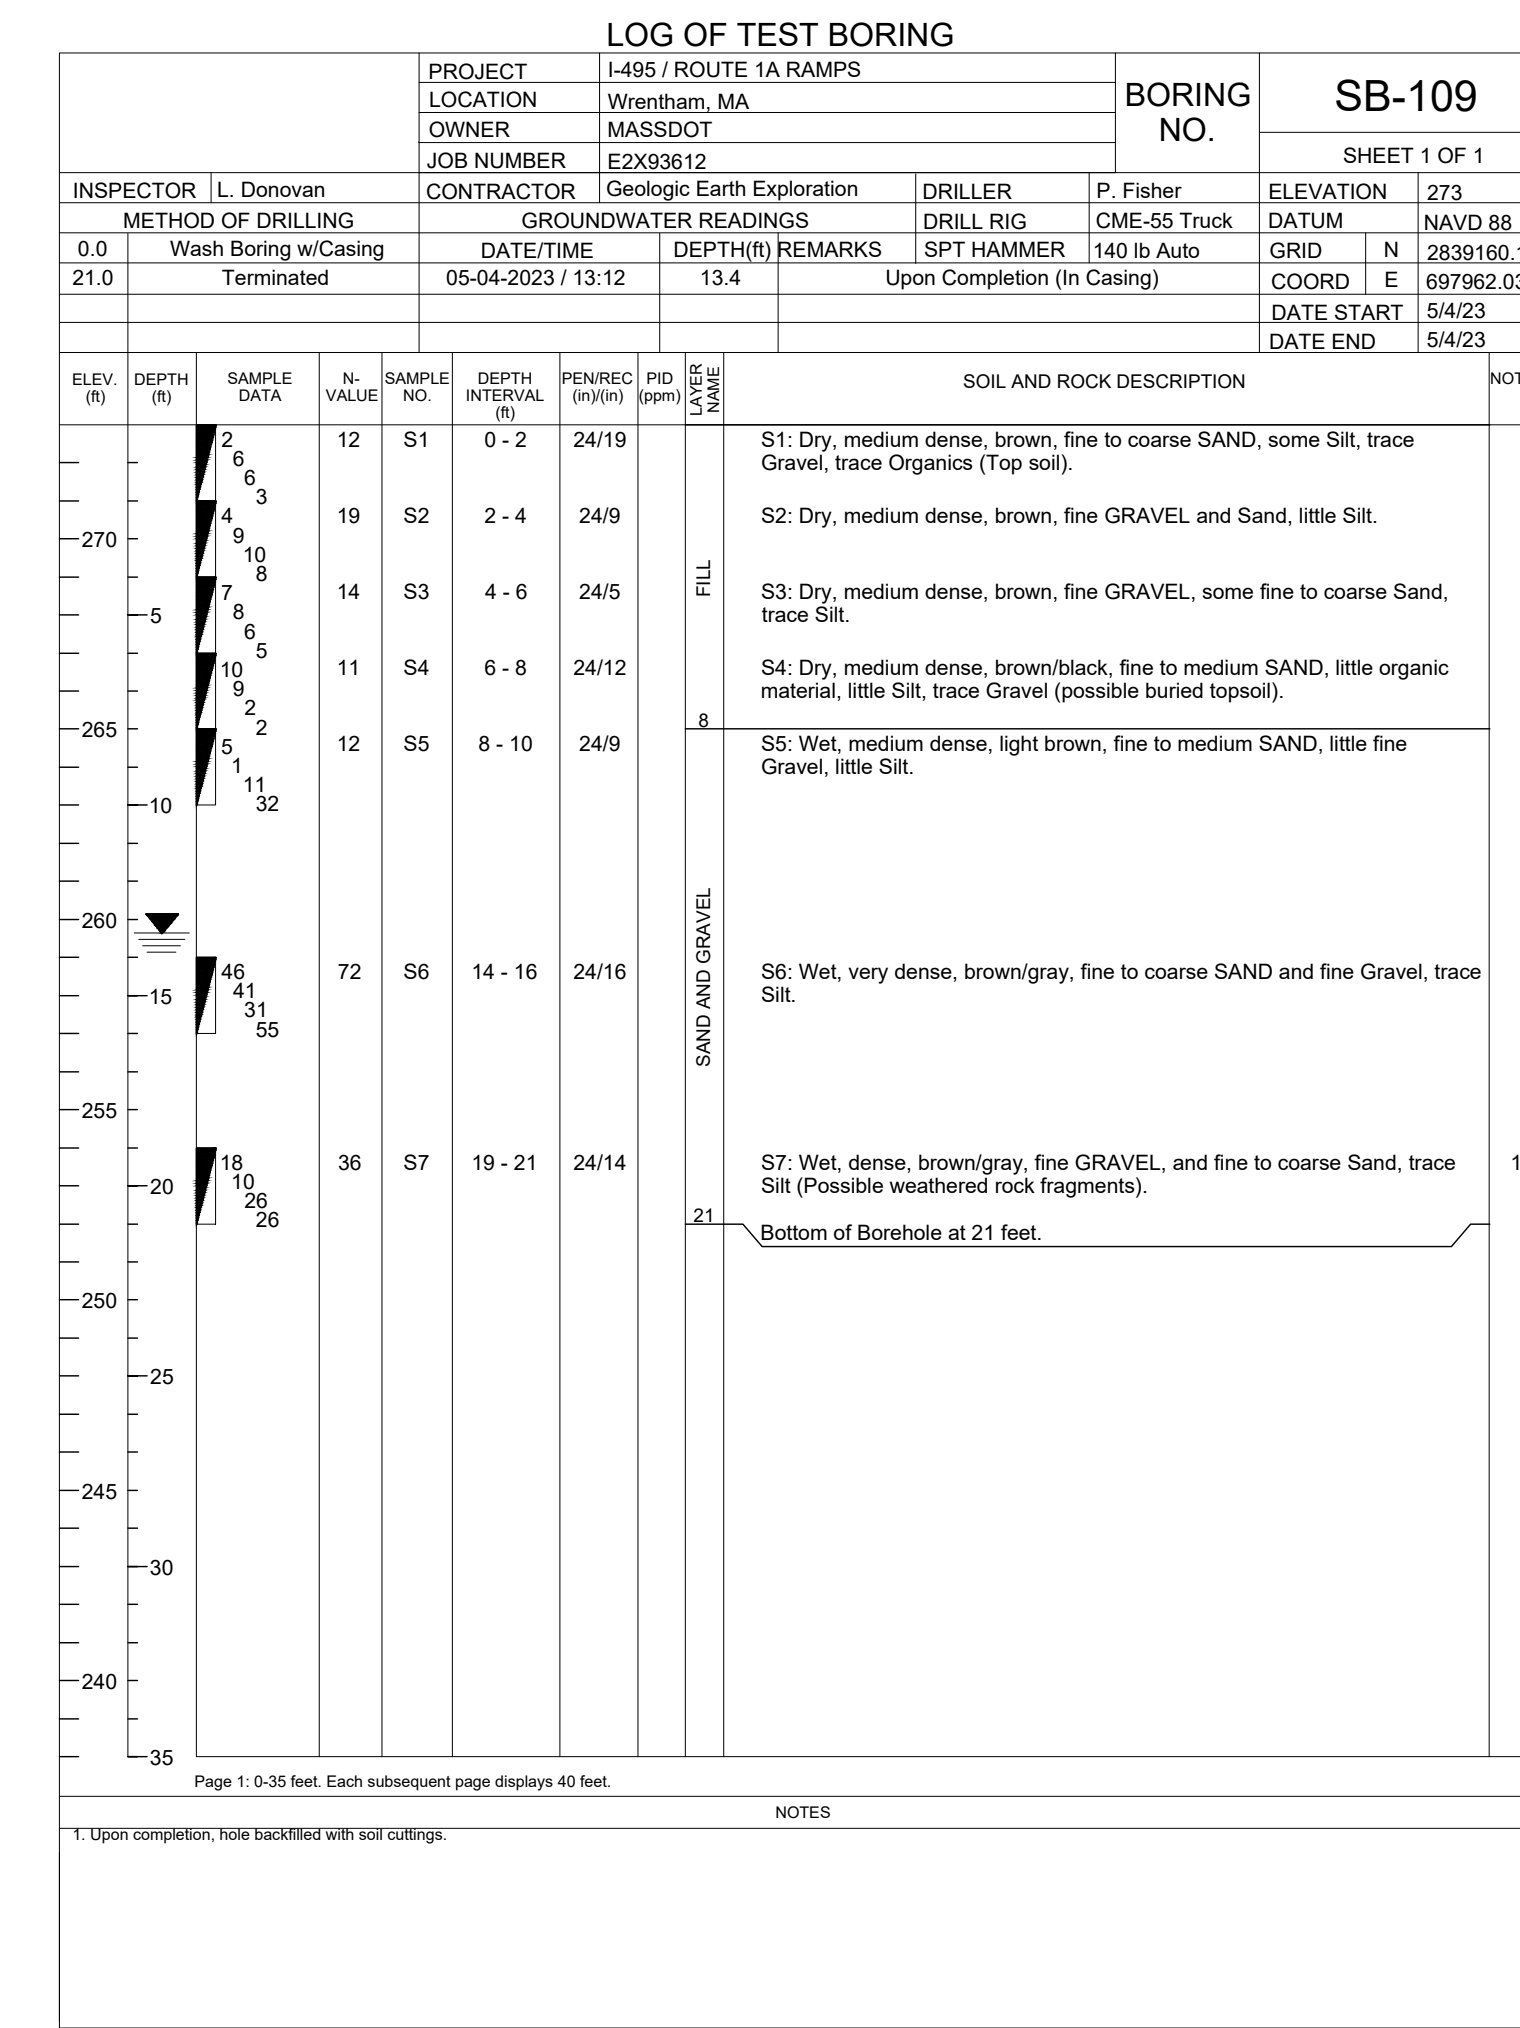 LOG OF TEST BORING
PROJECT I-495 / ROUTE 1A RAMPS
LOCATION Wrentham, MA
OWNER MASSDOT
JOB NUMBER E2X93612
BORING NO.
SB-109
SHEET 1 OF 1
INSPECTOR L. Donovan CONTRACTOR Geologic Earth Exploration DRILLER P. Fisher ELEVATION 273
METHOD OF DRILLING GROUNDWATER READINGS DRILL RIG CME-55 Truck DATUM NAVD 88
0.0 Wash Boring w/Casing DATE/TIME DEPTH(ft) REMARKS SPT HAMMER 140 lb Auto GRID N 2839160.
21.0 Terminated 05-04-2023 / 13:12 13.4 Upon Completion (In Casing) COORD E 697962.03
DATE START 5/4/23
DATE END 5/4/23
ELEV. (ft) DEPTH (ft) SAMPLE DATA N-VALUE SAMPLE NO. DEPTH INTERVAL (ft) PEN/REC (in)/(in) PID (ppm) LAYER NAME SOIL AND ROCK DESCRIPTION NOT
2 12 S1 0 - 2 24/19 S1: Dry, medium dense, brown, fine to coarse SAND, some Silt, trace
6 Gravel, trace Organics (Top soil).
6
3
4 19 S2 2 - 4 24/9 S2: Dry, medium dense, brown, fine GRAVEL and Sand, little Silt.
270 9
10
8
FILL
7 14 S3 4 - 6 24/5 S3: Dry, medium dense, brown, fine GRAVEL, some fine to coarse Sand,
5 8 trace Silt.
6
5
10 11 S4 6 - 8 24/12 S4: Dry, medium dense, brown/black, fine to medium SAND, little organic
9 material, little Silt, trace Gravel (possible buried topsoil).
2
265 2 8
5 12 S5 8 - 10 24/9 S5: Wet, medium dense, light brown, fine to medium SAND, little fine
1 Gravel, little Silt.
11
10 32
260
SAND AND GRAVEL
46 72 S6 14 - 16 24/16 S6: Wet, very dense, brown/gray, fine to coarse SAND and fine Gravel, trace
15 41 Silt.
31
55
255
18 36 S7 19 - 21 24/14 S7: Wet, dense, brown/gray, fine GRAVEL, and fine to coarse Sand, trace 1
20 10 Silt (Possible weathered rock fragments).
26
26 21
Bottom of Borehole at 21 feet.
250
25
245
30
240
35
Page 1: 0-35 feet. Each subsequent page displays 40 feet.
NOTES
1. Upon completion, hole backfilled with soil cuttings.